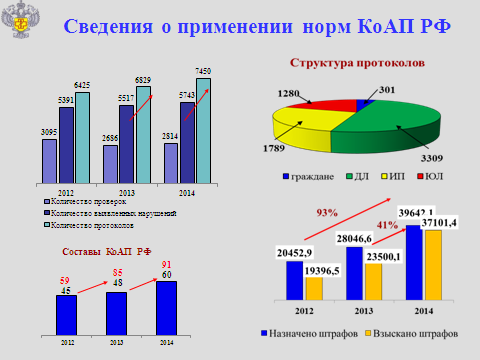 Сведения о применении норм КоАП РФ
3095 5391 6425 2686 5517 6829 2814 5743 7450
2012 2013 2014
Количество проверок
Количество выявленных нарушений
Количество протоколов
Структура протоколов
1280 301
1789
3309
граждане ДЛ ИП ЮЛ
Составы КоАП РФ
59 85 91
45 48 60
2012 2013 2014
93% 41%
20452,9 19396,5 28046,6 23500,1 39642,1 37101,4
2012 2013 2014
Назначено штрафов Взыскано штрафов